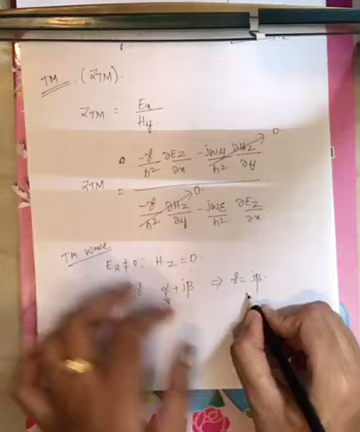 TM. (Z_TM).
Z_TM = Ex / Hy
-γ/h² ∂Ez/∂x -jωμ/h² ∂Hz/∂y → 0
Z_TM =
-γ/h² ∂Hz/∂y → 0 -jωε/h² ∂Ez/∂x
TM wave
Ez ≠ 0; Hz = 0.
α + jβ ⇒ γ = jβ.